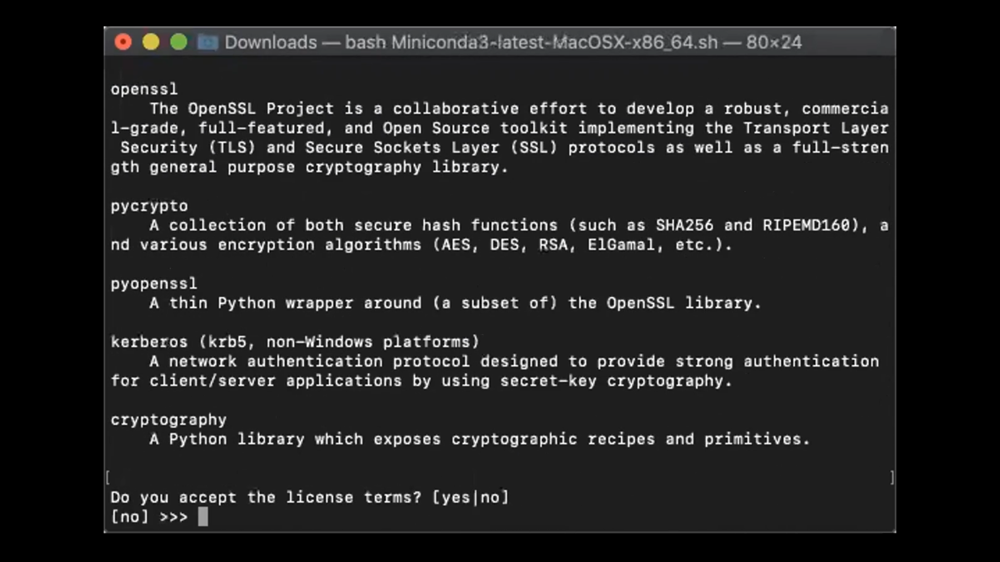 Downloads — bash Miniconda3-latest-MacOSX-x86_64.sh — 80×24
openssl
The OpenSSL Project is a collaborative effort to develop a robust, commercia
l-grade, full-featured, and Open Source toolkit implementing the Transport Layer
Security (TLS) and Secure Sockets Layer (SSL) protocols as well as a full-stren
gth general purpose cryptography library.
pycrypto
A collection of both secure hash functions (such as SHA256 and RIPEMD160), a
nd various encryption algorithms (AES, DES, RSA, ElGamal, etc.).
pyopenssl
A thin Python wrapper around (a subset of) the OpenSSL library.
kerberos (krb5, non-Windows platforms)
A network authentication protocol designed to provide strong authentication
for client/server applications by using secret-key cryptography.
cryptography
A Python library which exposes cryptographic recipes and primitives.
[ ]
Do you accept the license terms? [yes|no]
[no] >>>